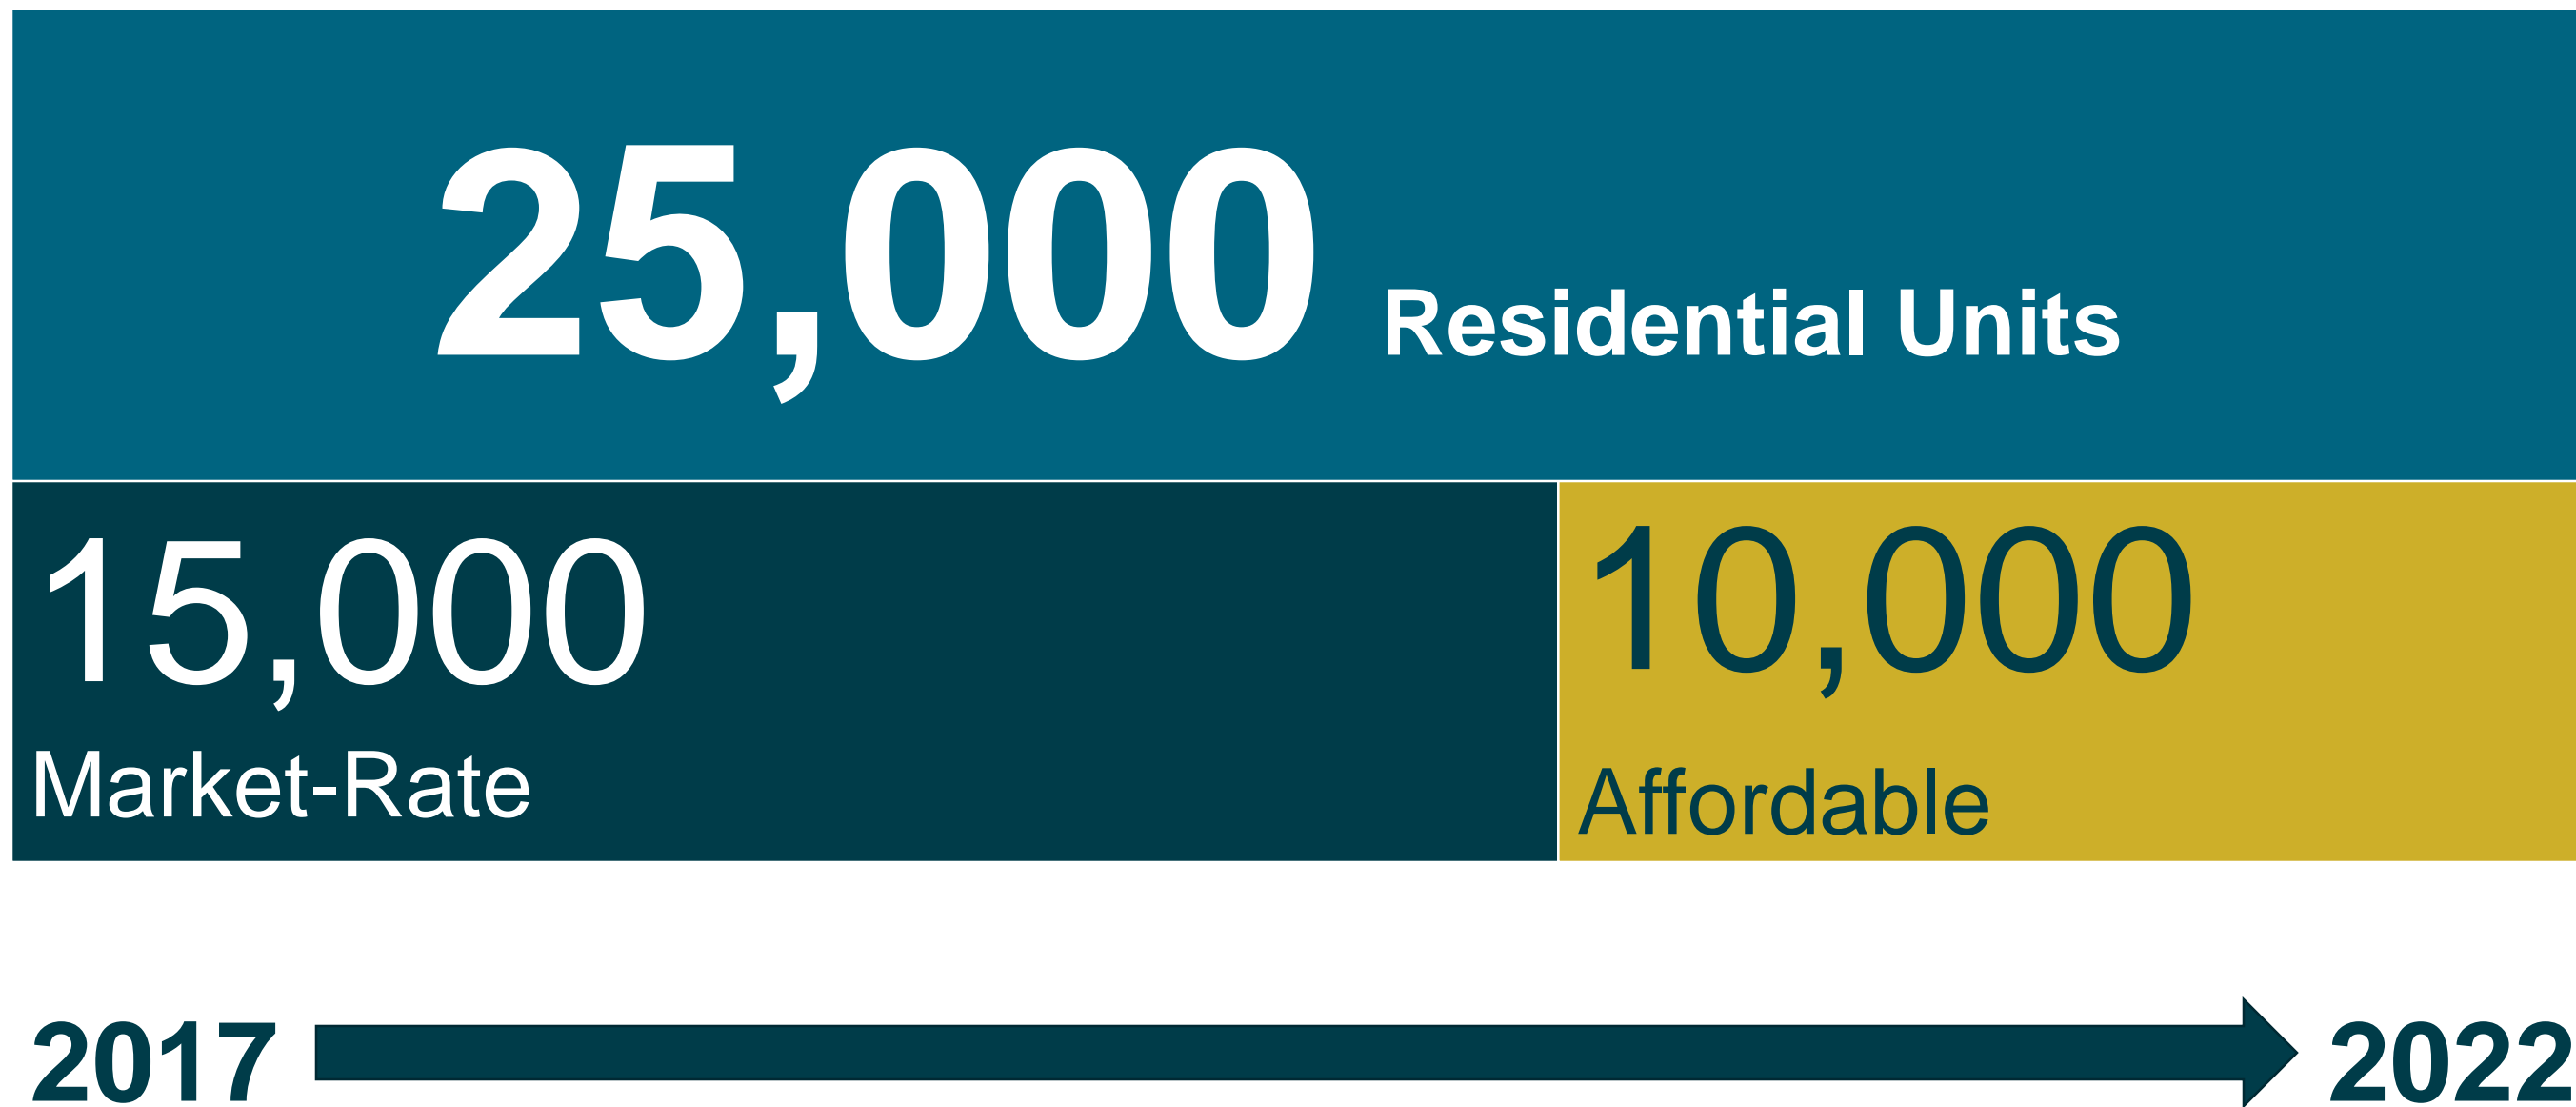 25,000 Residential Units
15,000
Market-Rate
10,000
Affordable
2017
2022